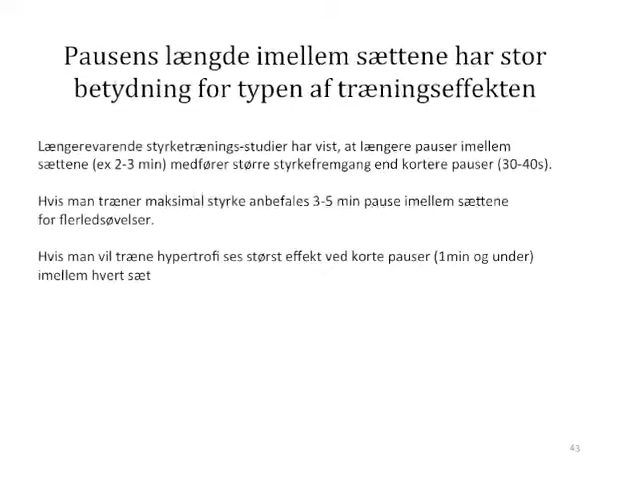 Pausens længde imellem sættene har stor
betydning for typen af træningseffekten
Længerevarende styrketrænings-studier har vist, at længere pauser imellem
sættene (ex 2-3 min) medfører større styrkefremgang end kortere pauser (30-40s).
Hvis man træner maksimal styrke anbefales 3-5 min pause imellem sættene
for flerledsøvelser.
Hvis man vil træne hypertrofi ses størst effekt ved korte pauser (1min og under)
imellem hvert sæt
43